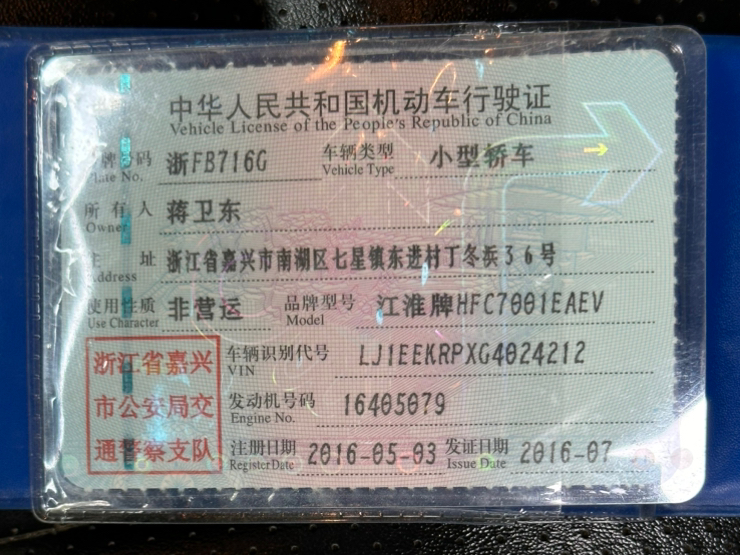 中华人民共和国机动车行驶证
Vehicle License of the People's Republic of China
牌号码 浙FB716G 车辆类型 小型轿车
Plate No. Vehicle Type
所有人 蒋卫东
Owner
址 浙江省嘉兴市南湖区七星镇东进村丁冬浜36号
Address
使用性质 非营运 品牌型号 江淮牌HFC7001EAEV
Use Character Model
浙江省嘉兴
市公安局交
通警察支队
车辆识别代号 LJ1EEKRPXG4024212
VIN
发动机号码 16405079
Engine No.
注册日期 2016-05-03 发证日期 2016-07
Register Date Issue Date